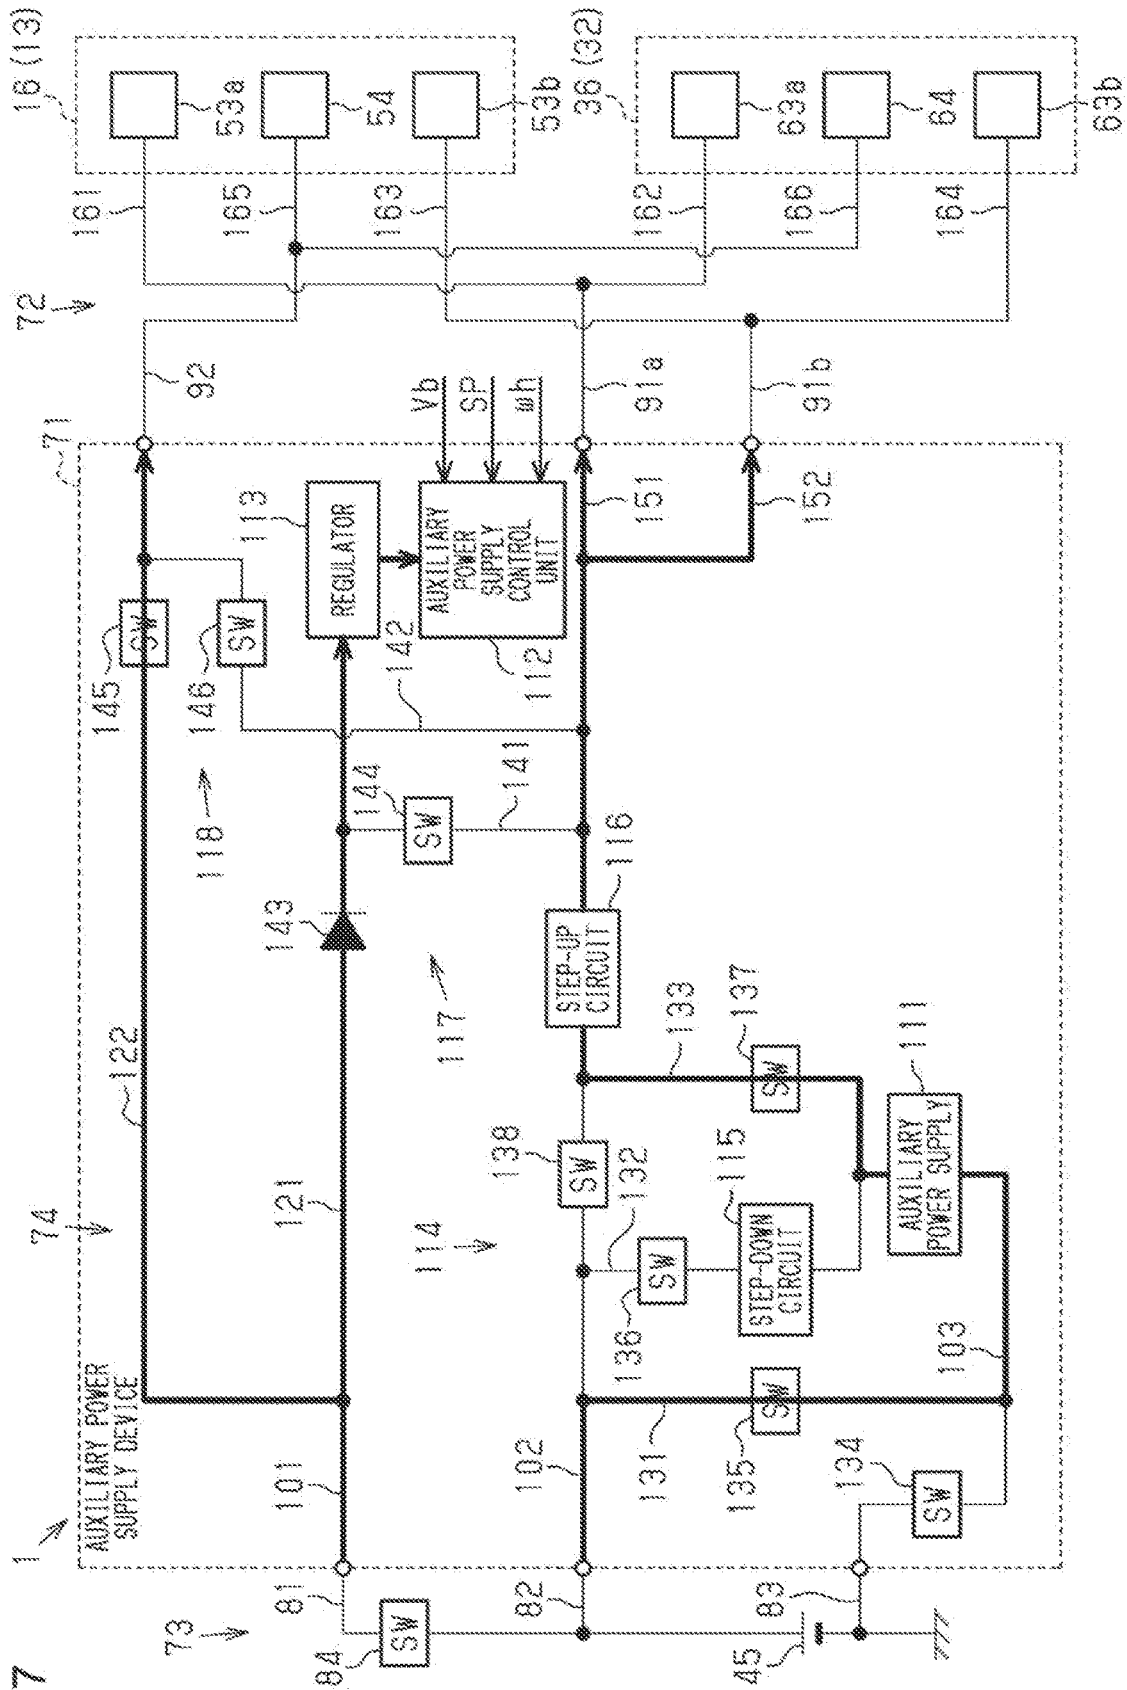 7
1
73
AUXILIARY POWER
SUPPLY DEVICE
74
122
118
145
SW
146
SW
71
92
72
16 (13)
53a
54
53b
161
165
163
36 (32)
63a
64
63b
162
166
164
81
84
SW
101
121
143
117
144
SW
141
142
113
REGULATOR
AUXILIARY
POWER
SUPPLY
CONTROL
UNIT
112
Vb
SP
wh
91a
91b
151
152
82
102
114
138
SW
132
136
SW
115
STEP-DOWN
CIRCUIT
STEP-UP
CIRCUIT
116
133
137
SW
111
AUXILIARY
POWER SUPPLY
103
131
135
SW
134
SW
83
45